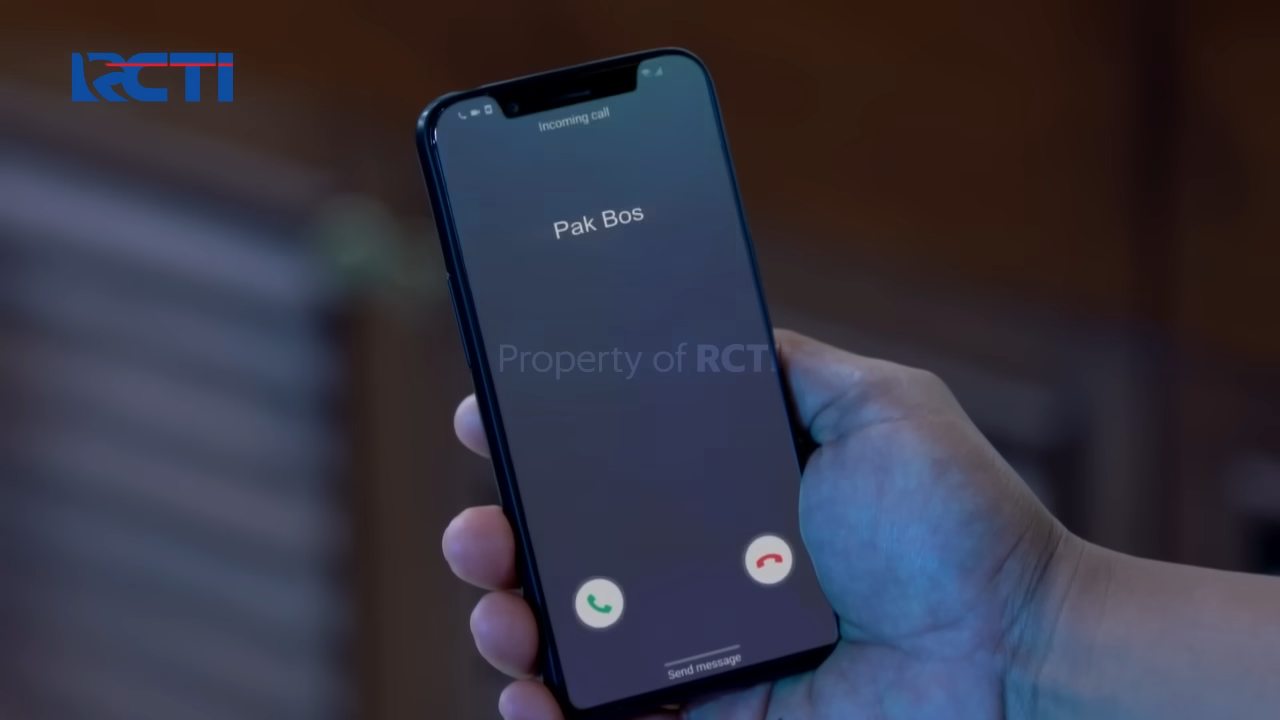 RCTI
Incoming call
Pak Bos
Property of RCTI
Send message